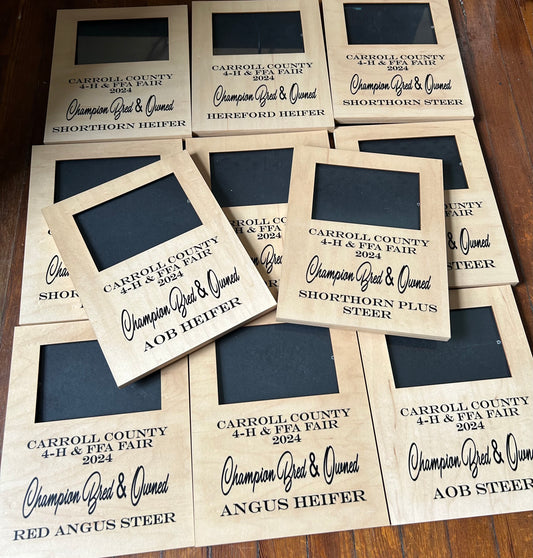 CARROLL COUNTY
4-H & FFA FAIR
2024
Champion Bred & Owned
SHORTHORN HEIFER
CARROLL COUNTY
4-H & FFA FAIR
2024
Champion Bred & Owned
HEREFORD HEIFER
CARROLL COUNTY
4-H & FFA FAIR
2024
Champion Bred & Owned
SHORTHORN STEER
CARROLL COUNTY
4-H & FFA FAIR
2024
Champion Bred & Owned
AOB HEIFER
CARROLL COUNTY
4-H & FFA FAIR
2024
Champion Bred & Owned
SHORTHORN PLUS
STEER
CARROLL COUNTY
FAIR
STEER
CARROLL COUNTY
4-H & FFA FAIR
2024
Champion Bred & Owned
RED ANGUS STEER
CARROLL COUNTY
4-H & FFA FAIR
2024
Champion Bred & Owned
ANGUS HEIFER
CARROLL COUNTY
4-H & FFA FAIR
2024
Champion Bred & Owned
AOB STEER